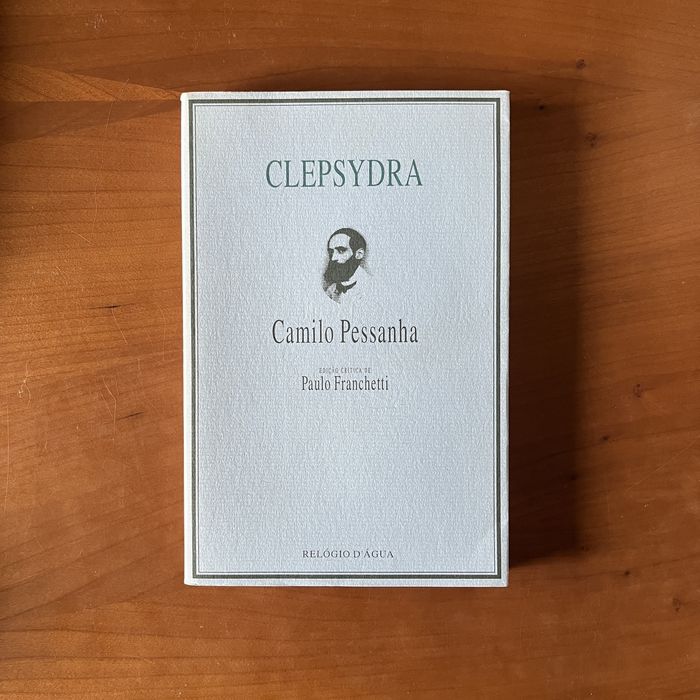 CLEPSYDRA
Camilo Pessanha
EDIÇÃO CRÍTICA DE
Paulo Franchetti
RELÓGIO D'ÁGUA